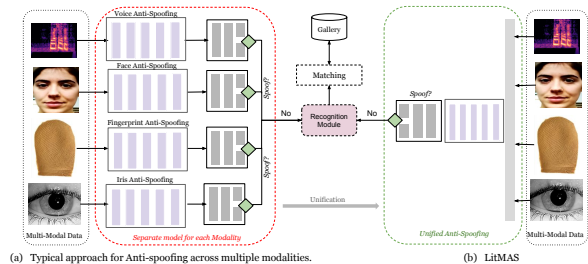 Voice Anti-Spoofing
Face Anti-Spoofing
Fingerprint Anti-Spoofing
Iris Anti-Spoofing
Spoof?
Spoof?
Multi-Modal Data
Separate model for each Modality
Gallery
Matching
No
Recognition
Module
No
Unification
Spoof?
Unified Anti-Spoofing
Multi-Modal Data
(a) Typical approach for Anti-spoofing across multiple modalities.
(b) LitMAS